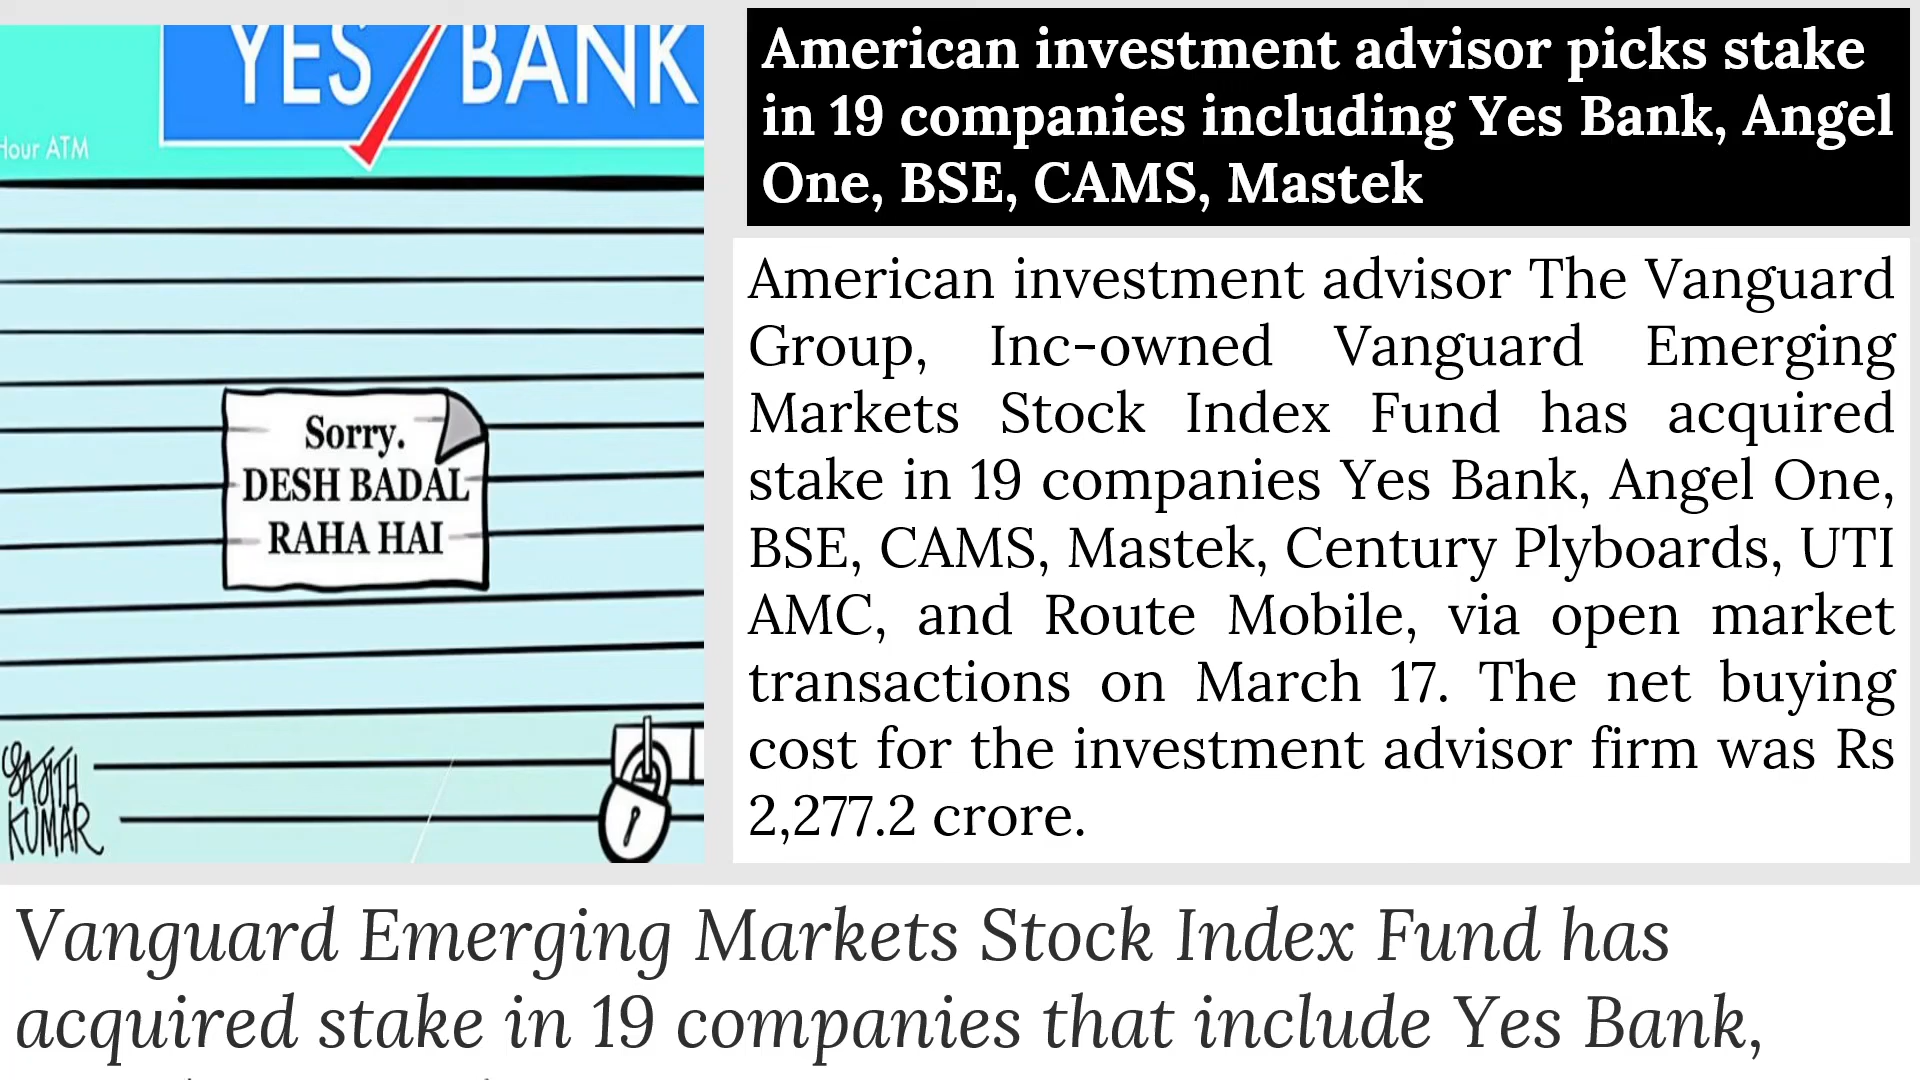 YES BANK
Hour ATM
Sorry.
DESH BADAL
RAHA HAI
SAJITH
KUMAR
American investment advisor picks stake
in 19 companies including Yes Bank, Angel
One, BSE, CAMS, Mastek
American investment advisor The Vanguard
Group, Inc-owned Vanguard Emerging
Markets Stock Index Fund has acquired
stake in 19 companies Yes Bank, Angel One,
BSE, CAMS, Mastek, Century Plyboards, UTI
AMC, and Route Mobile, via open market
transactions on March 17. The net buying
cost for the investment advisor firm was Rs
2,277.2 crore.
Vanguard Emerging Markets Stock Index Fund has
acquired stake in 19 companies that include Yes Bank,